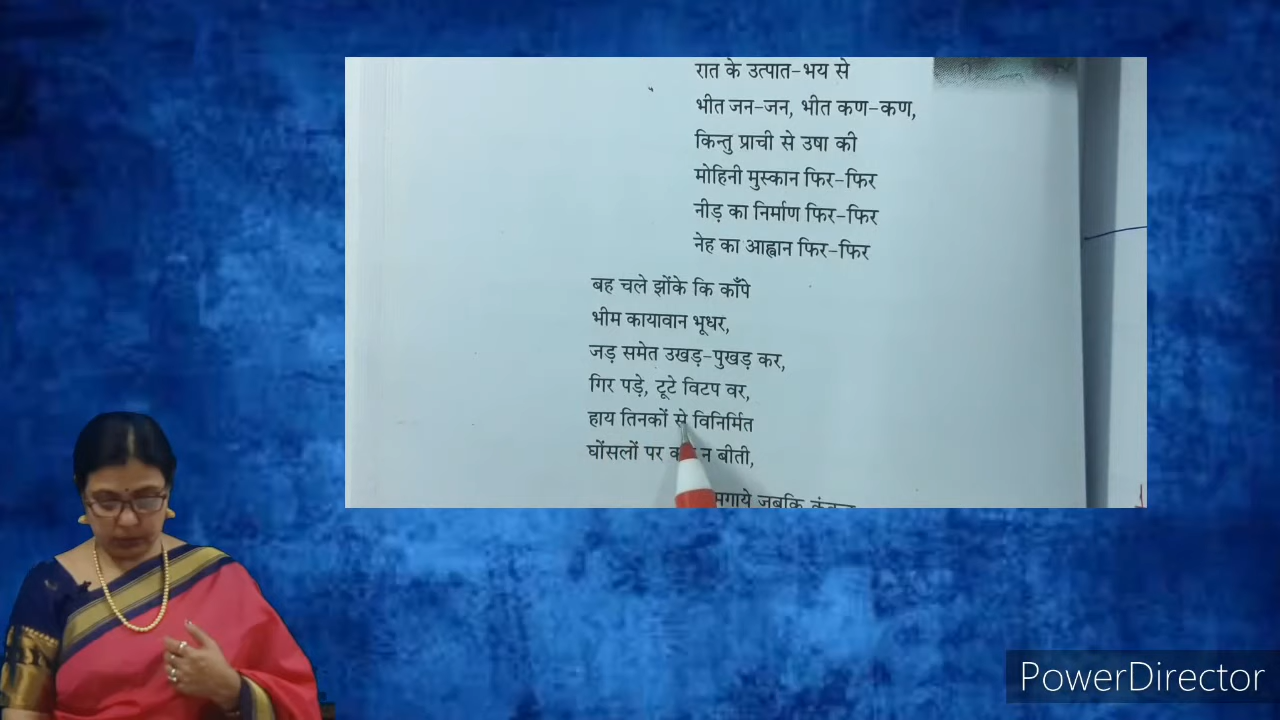 रात के उत्पात-भय से
भीत जन-जन, भीत कण-कण,
किन्तु प्राची से उषा की
मोहिनी मुस्कान फिर-फिर
नीड़ का निर्माण फिर-फिर
नेह का आह्वान फिर-फिर
बह चले झोंके कि काँपे
भीम कायावान भूधर,
जड़ समेत उखड़-पुखड़ कर,
गिर पड़े, टूटे विटप वर,
हाय तिनकों से विनिर्मित
घोंसलों पर न बीती,
जबकि
PowerDirector